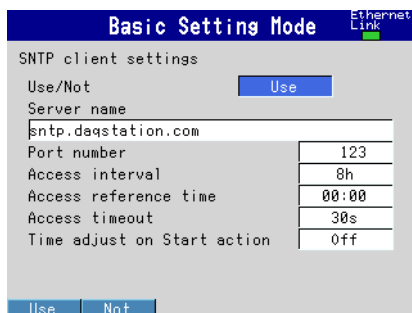 Basic Setting Mode
Ethernet
Link
SNTP client settings
Use/Not Use
Server name
sntp.daqstation.com
Port number 123
Access interval 8h
Access reference time 00:00
Access timeout 30s
Time adjust on Start action Off
Use Not